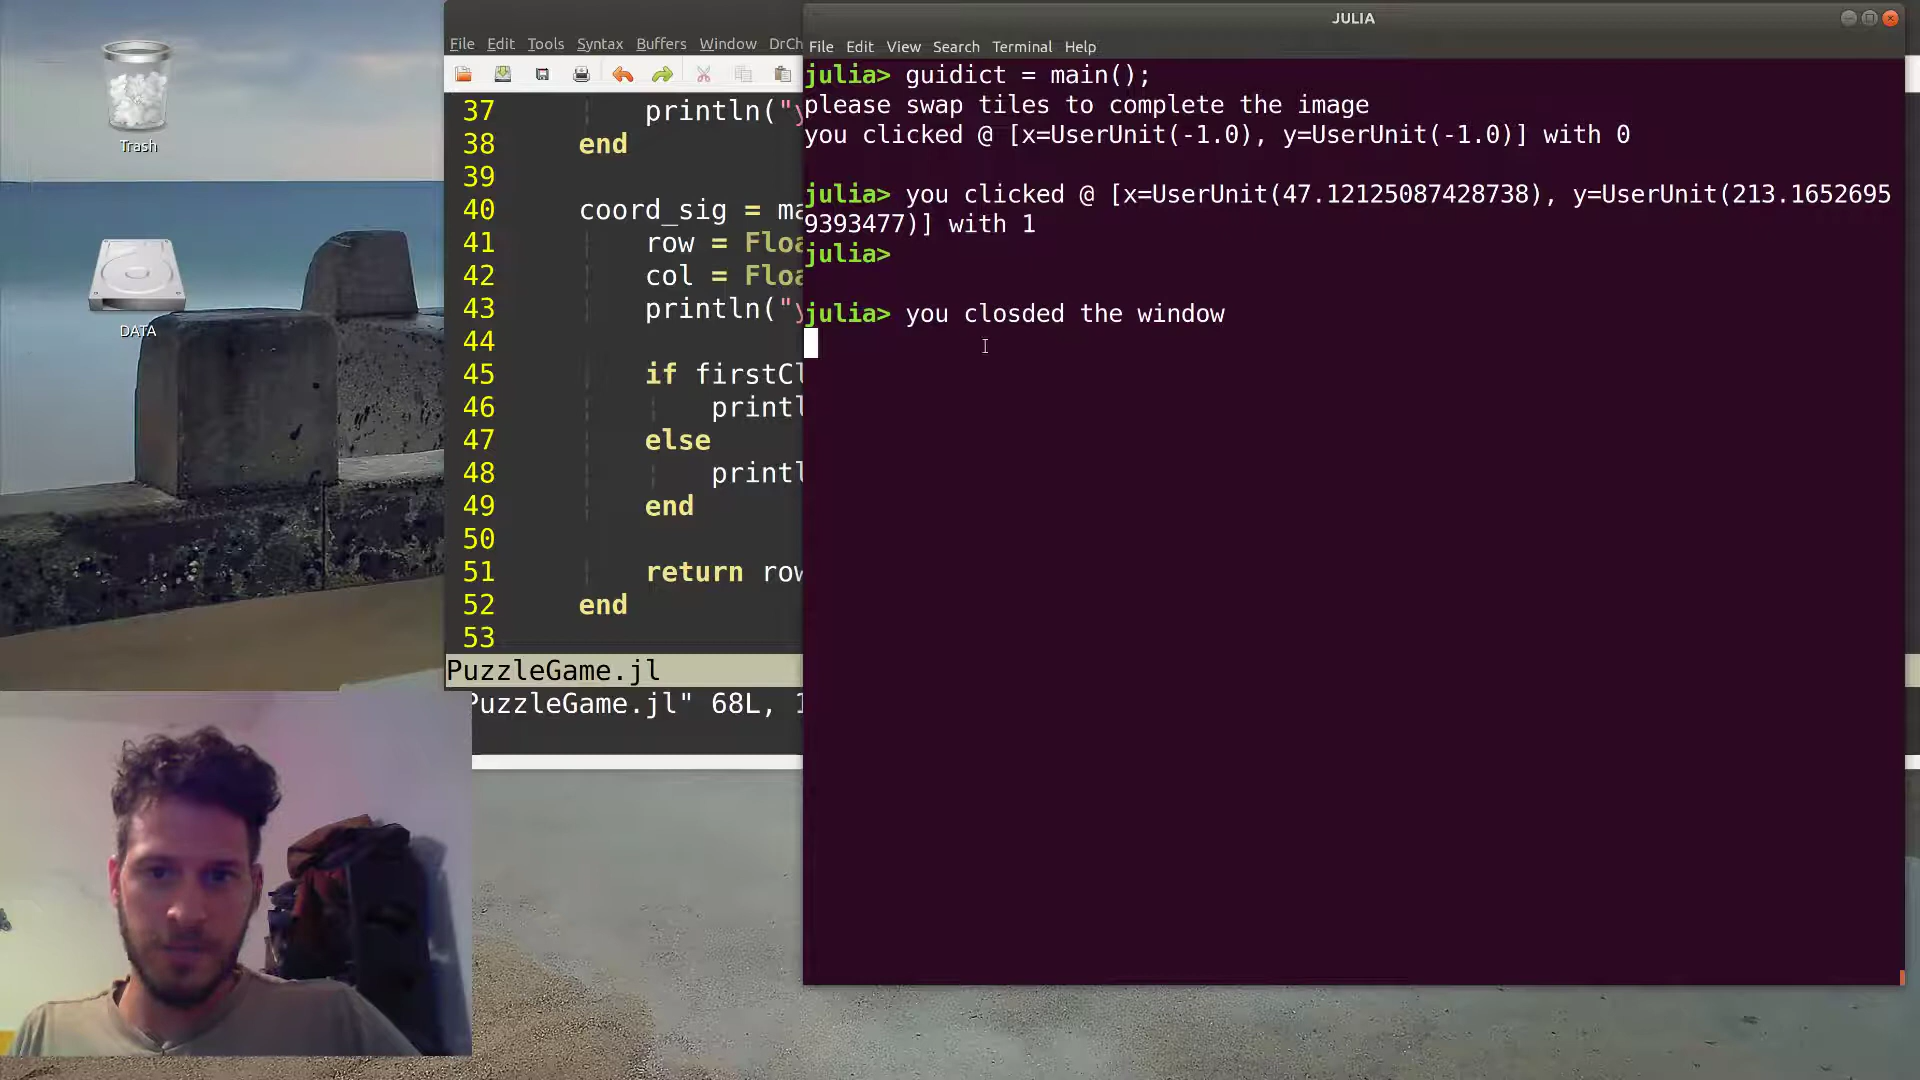 Trash
DATA
File Edit Tools Syntax Buffers Window DrCh
37 println("y
38 end
39
40 coord_sig = ma
41 row = Floa
42 col = Floa
43 println("y
44
45 if firstCl
46 printl
47 else
48 printl
49 end
50
51 return row
52 end
53
PuzzleGame.jl
PuzzleGame.jl" 68L, 1
JULIA
File Edit View Search Terminal Help
julia> guidict = main();
please swap tiles to complete the image
you clicked @ [x=UserUnit(-1.0), y=UserUnit(-1.0)] with 0
julia> you clicked @ [x=UserUnit(47.12125087428738), y=UserUnit(213.1652695
9393477)] with 1
julia>
julia> you closded the window